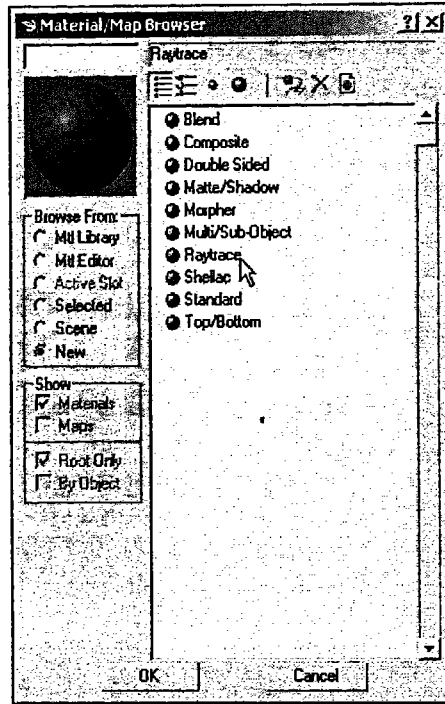 Material/Map Browser
Raytrace
Blend
Composite
Double Sided
Matte/Shadow
Morpher
Multi/Sub-Object
Raytrace
Shellac
Standard
Top/Bottom
Browse From:
Mtl Library
Mtl Editor
Active Slot
Selected
Scene
New
Show
Materials
Maps
Root Only
By Object
OK
Cancel